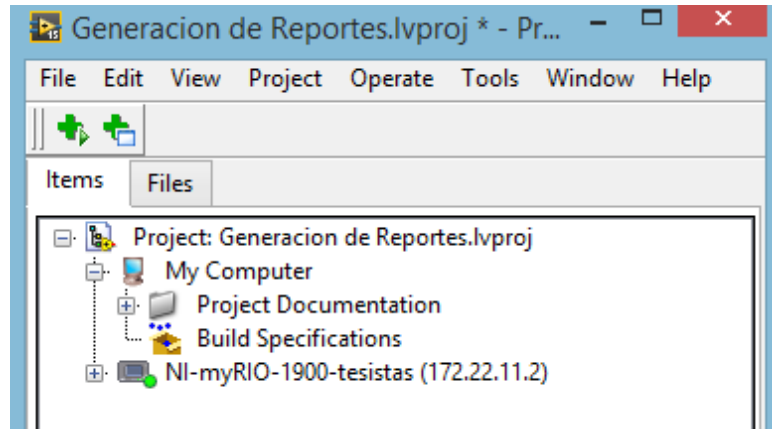 Generacion de Reportes.lvproj * - Pr...
File Edit View Project Operate Tools Window Help
Items Files
Project: Generacion de Reportes.lvproj
My Computer
Project Documentation
Build Specifications
NI-myRIO-1900-tesistas (172.22.11.2)